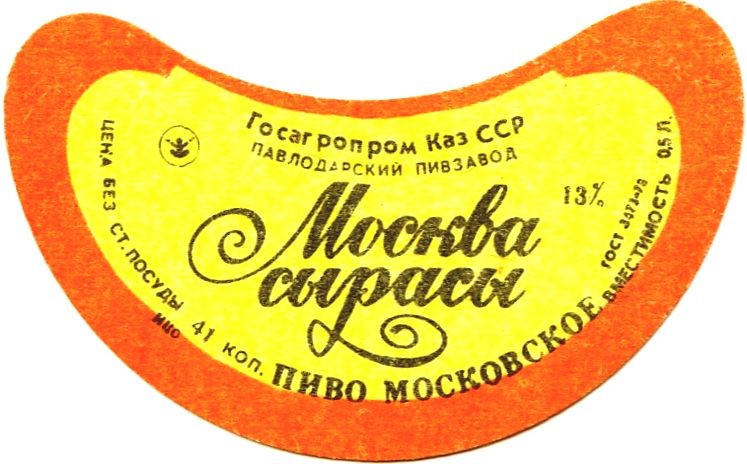 Госагропром Каз ССР
ПАВЛОДАРСКИЙ ПИВЗАВОД
Москва
сырасы
13%
ПИВО МОСКОВСКОЕ
ЦЕНА БЕЗ СТ. ПОСУДЫ 41 КОП.
ГОСТ 3473-78
ВМЕСТИМОСТЬ 0,5 Л.